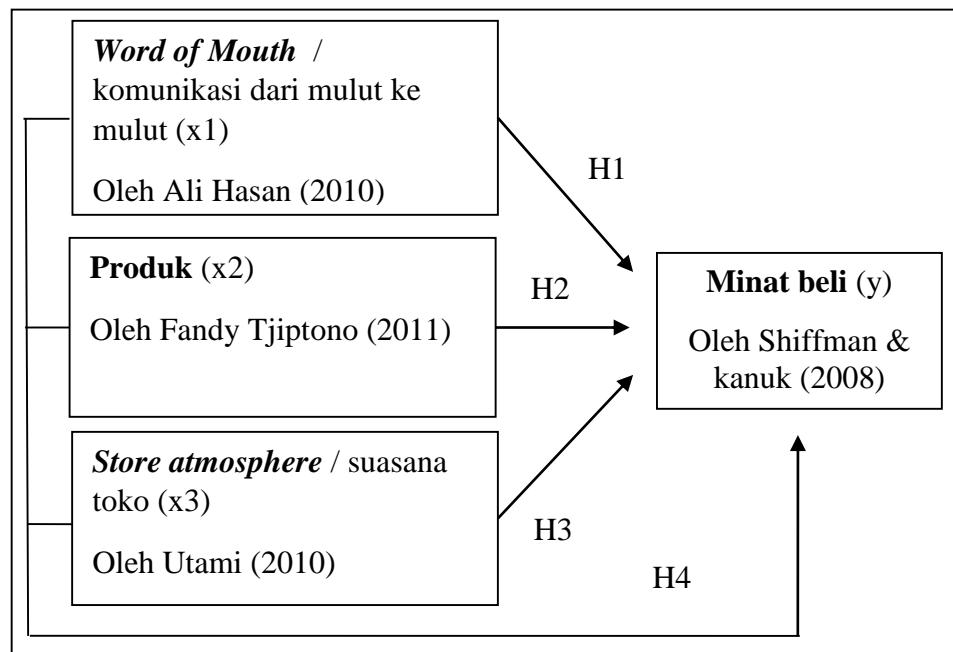 Word of Mouth /
komunikasi dari mulut ke
mulut (x1)
Oleh Ali Hasan (2010)
H1
Produk (x2)
Oleh Fandy Tjiptono (2011)
H2
Minat beli (y)
Oleh Shiffman &
kanuk (2008)
Store atmosphere / suasana
toko (x3)
Oleh Utami (2010)
H3
H4